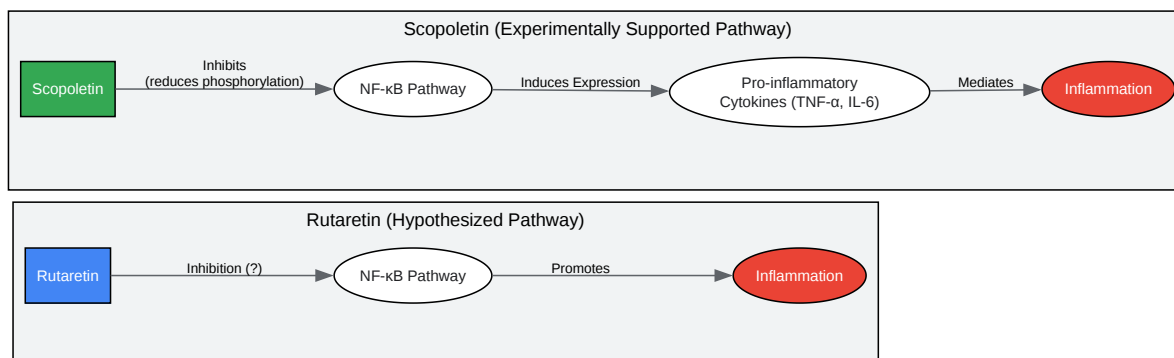 Scopoletin (Experimentally Supported Pathway)
Scopoletin
Inhibits
(reduces phosphorylation)
NF-κB Pathway
Induces Expression
Pro-inflammatory
Cytokines (TNF-α, IL-6)
Mediates
Inflammation
Rutaretin (Hypothesized Pathway)
Rutaretin
Inhibition (?)
NF-κB Pathway
Promotes
Inflammation